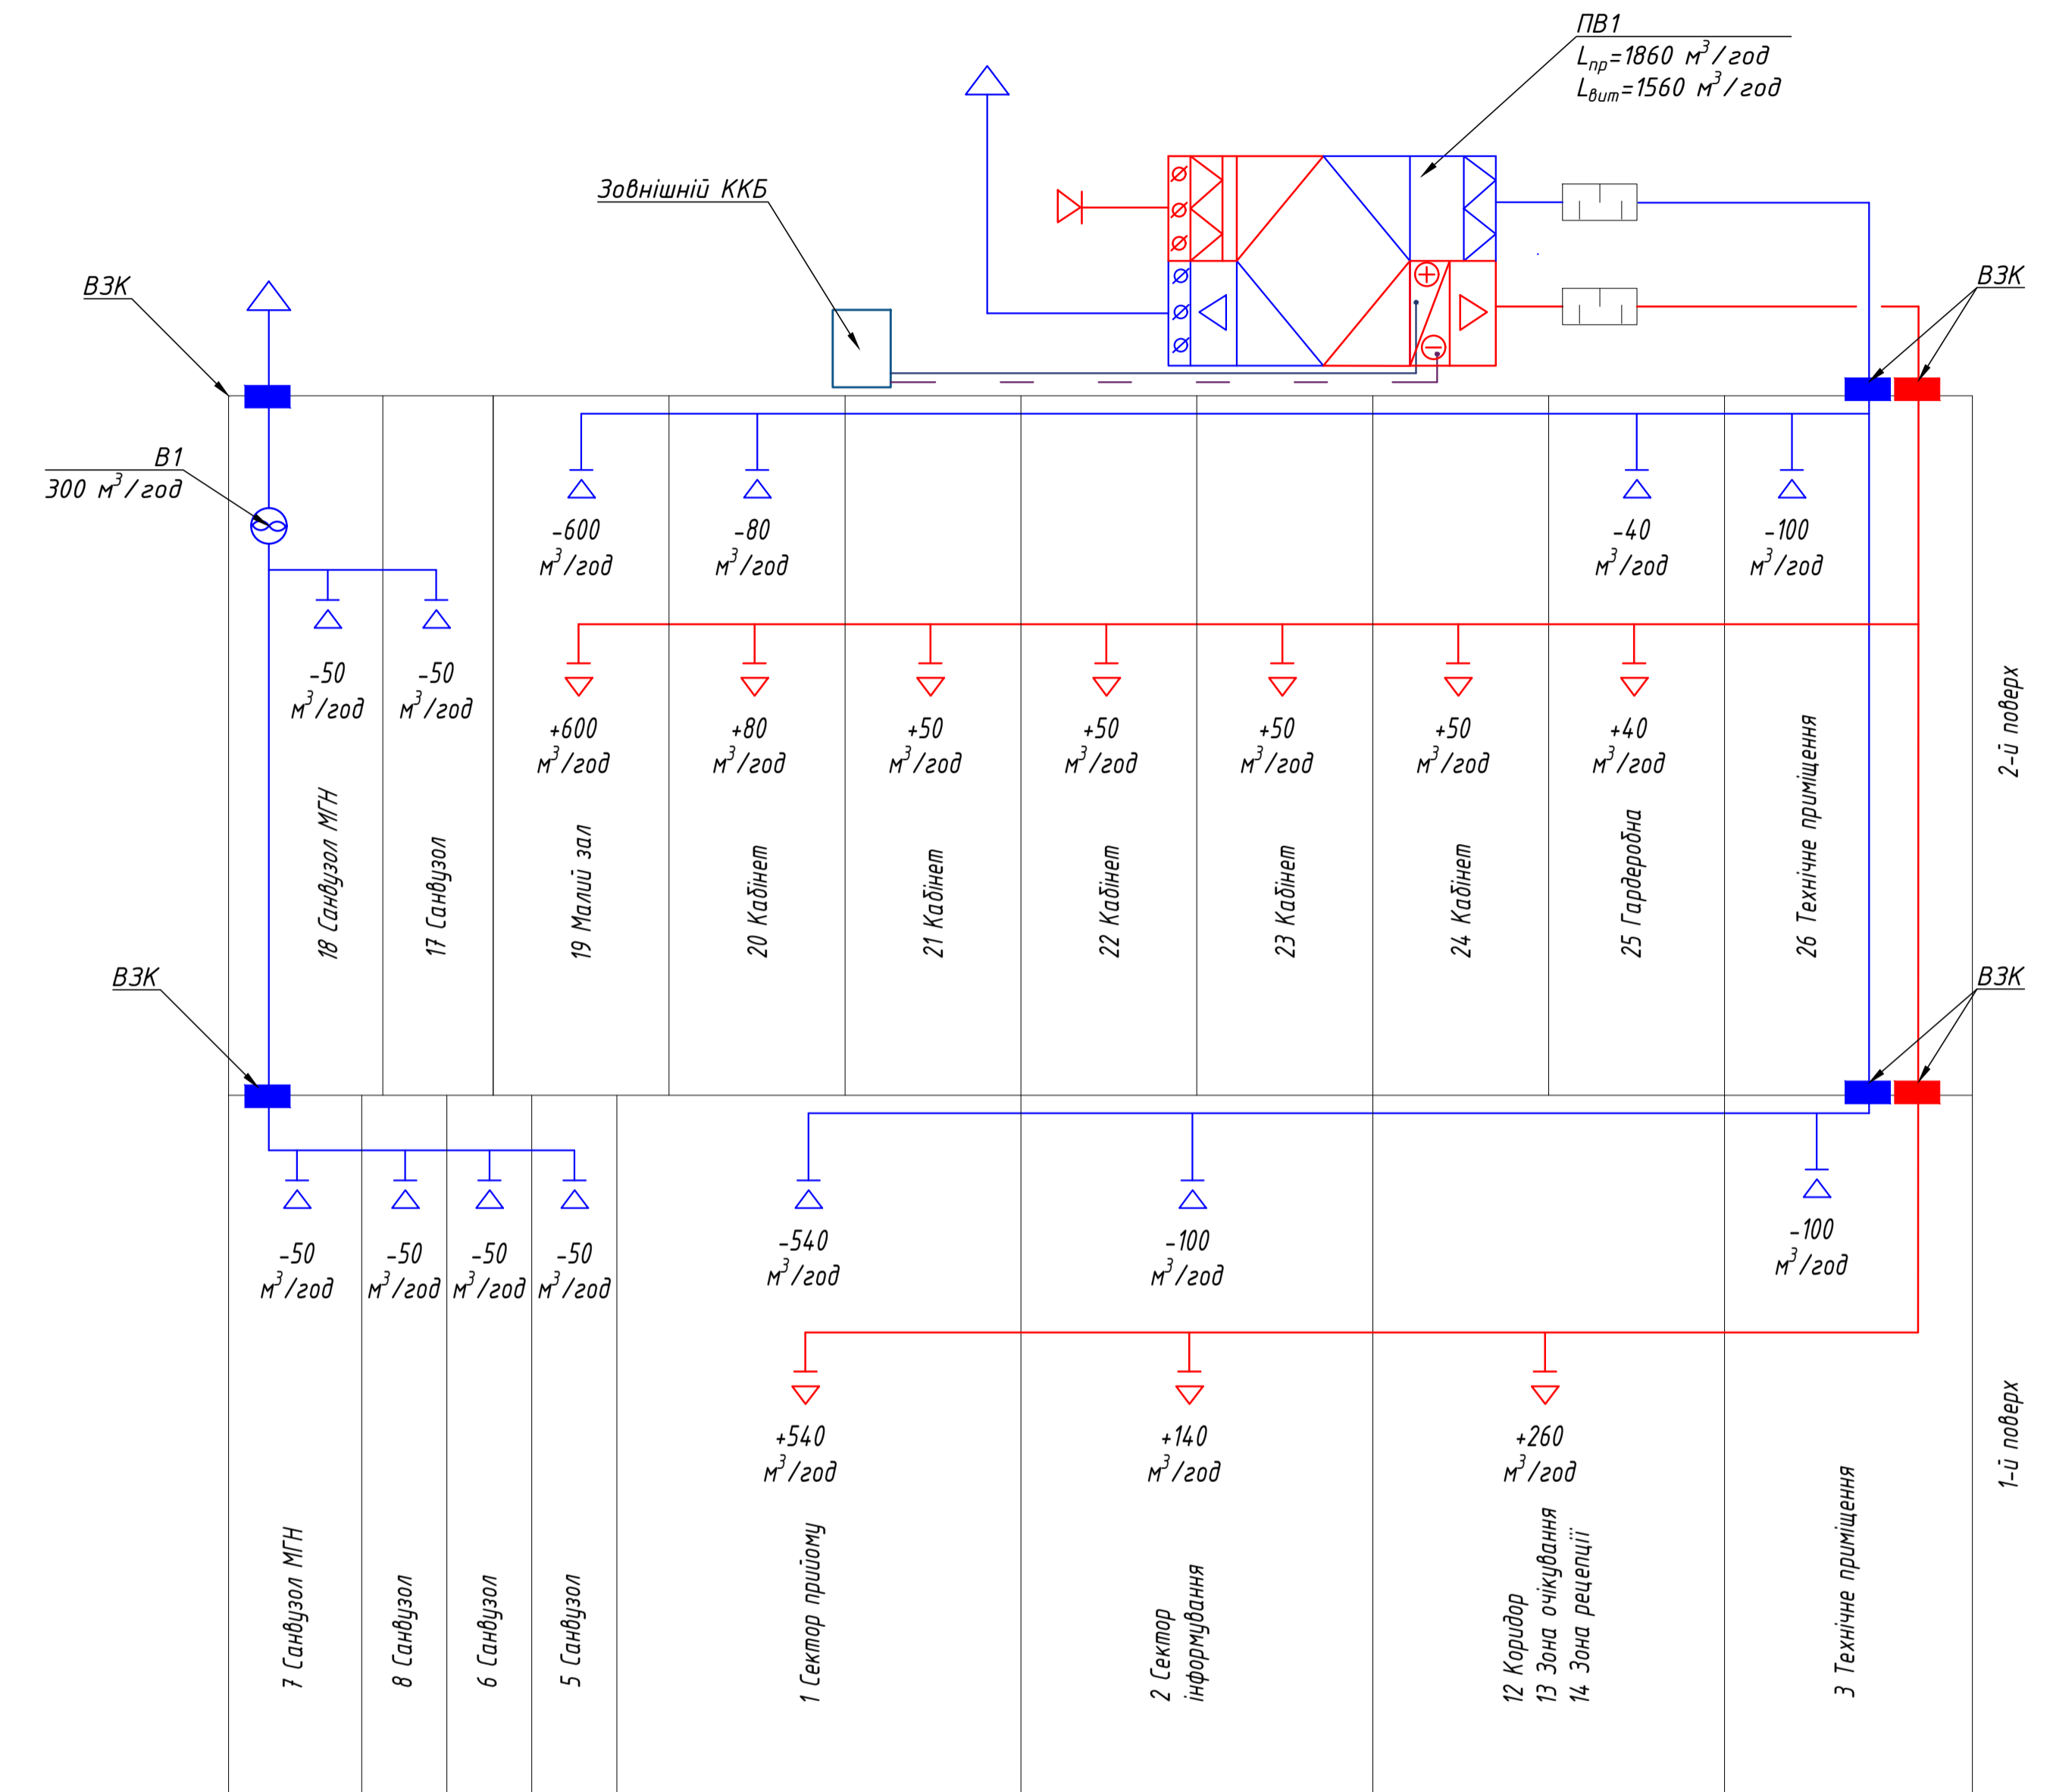 ПВ1
Lпр=1860 м³/год
Lвит=1560 м³/год
Зовнішній ККБ
ВЗК
ВЗК
В1
300 м³/год
-600
м³/год
-80
м³/год
-40
м³/год
-100
м³/год
-50
м³/год
-50
м³/год
+600
м³/год
+80
м³/год
+50
м³/год
+50
м³/год
+50
м³/год
+50
м³/год
+40
м³/год
18 Санвузол МГН
17 Санвузол
19 Малий зал
20 Кабінет
21 Кабінет
22 Кабінет
23 Кабінет
24 Кабінет
25 Гардеробна
26 Технічне приміщення
2-й поверх
ВЗК
ВЗК
-50
м³/год
-50
м³/год
-50
м³/год
-50
м³/год
-540
м³/год
-100
м³/год
-100
м³/год
+540
м³/год
+140
м³/год
+260
м³/год
7 Санвузол МГН
8 Санвузол
6 Санвузол
5 Санвузол
1 Сектор прийому
2 Сектор
інформування
12 Коридор
13 Зона очікування
14 Зона рецепції
3 Технічне приміщення
1-й поверх